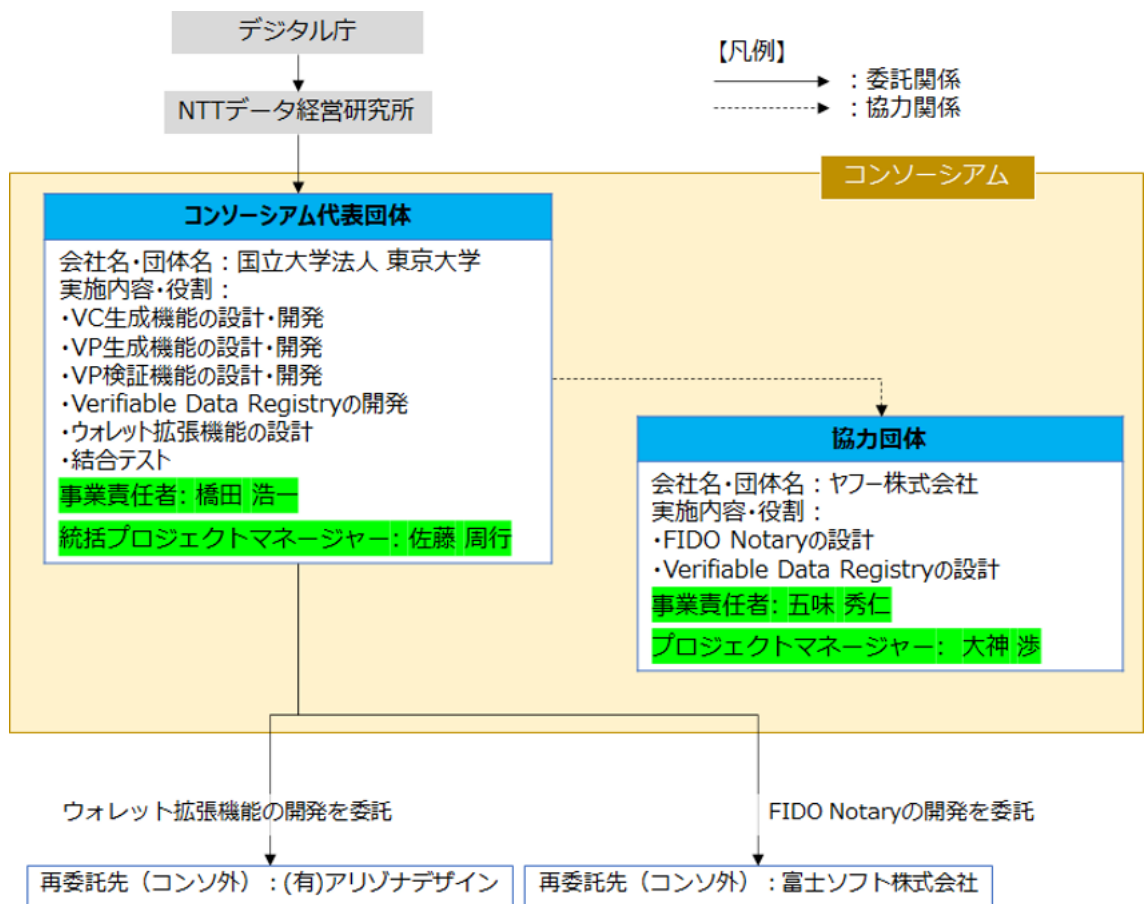 デジタル庁
NTTデータ経営研究所
【凡例】
：委託関係
：協力関係
コンソーシアム
コンソーシアム代表団体
会社名・団体名：国立大学法人 東京大学
実施内容・役割：
・VC生成機能の設計・開発
・VP生成機能の設計・開発
・VP検証機能の設計・開発
・Verifiable Data Registryの開発
・ウォレット拡張機能の設計
・結合テスト
事業責任者: 橋田 浩一
統括プロジェクトマネージャー: 佐藤 周行
協力団体
会社名・団体名：ヤフー株式会社
実施内容・役割：
・FIDO Notaryの設計
・Verifiable Data Registryの設計
事業責任者: 五味 秀仁
プロジェクトマネージャー: 大神 渉
ウォレット拡張機能の開発を委託
FIDO Notaryの開発を委託
再委託先（コンソ外）：(有)アリゾナデザイン
再委託先（コンソ外）：富士ソフト株式会社